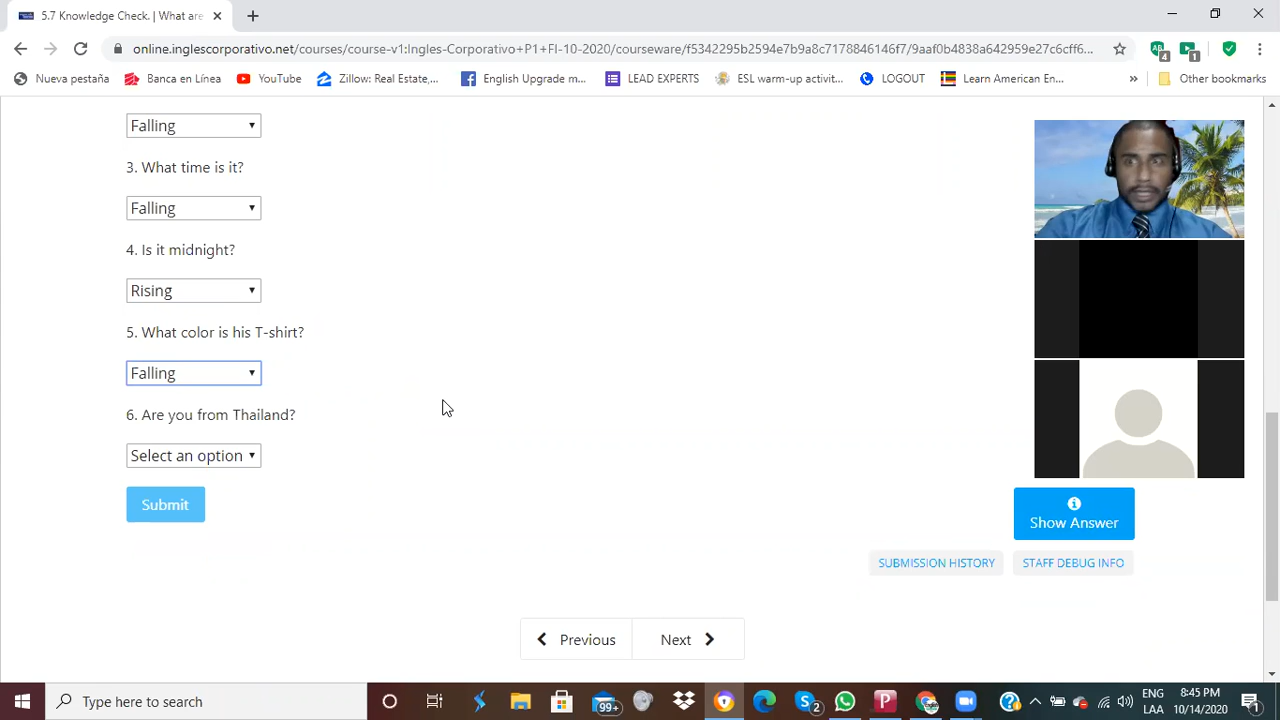 5.7 Knowledge Check. | What are
online.inglescorporativo.net/courses/course-v1:Ingles-Corporativo+P1+FI-10-2020/courseware/f5342295b2594e7b9a8c7178846146f7/9aaf0b4838a642959e27c6cff6...
4
1
Nueva pestaña
Banca en Línea
YouTube
Zillow: Real Estate,...
English Upgrade m...
LEAD EXPERTS
ESL warm-up activit...
LOGOUT
Learn American En...
»
Other bookmarks
Falling
3. What time is it?
Falling
4. Is it midnight?
Rising
5. What color is his T-shirt?
Falling
6. Are you from Thailand?
Select an option
Submit
Show Answer
SUBMISSION HISTORY
STAFF DEBUG INFO
Previous
Next
Type here to search
99+
2
ENG
LAA
8:45 PM
10/14/2020
1